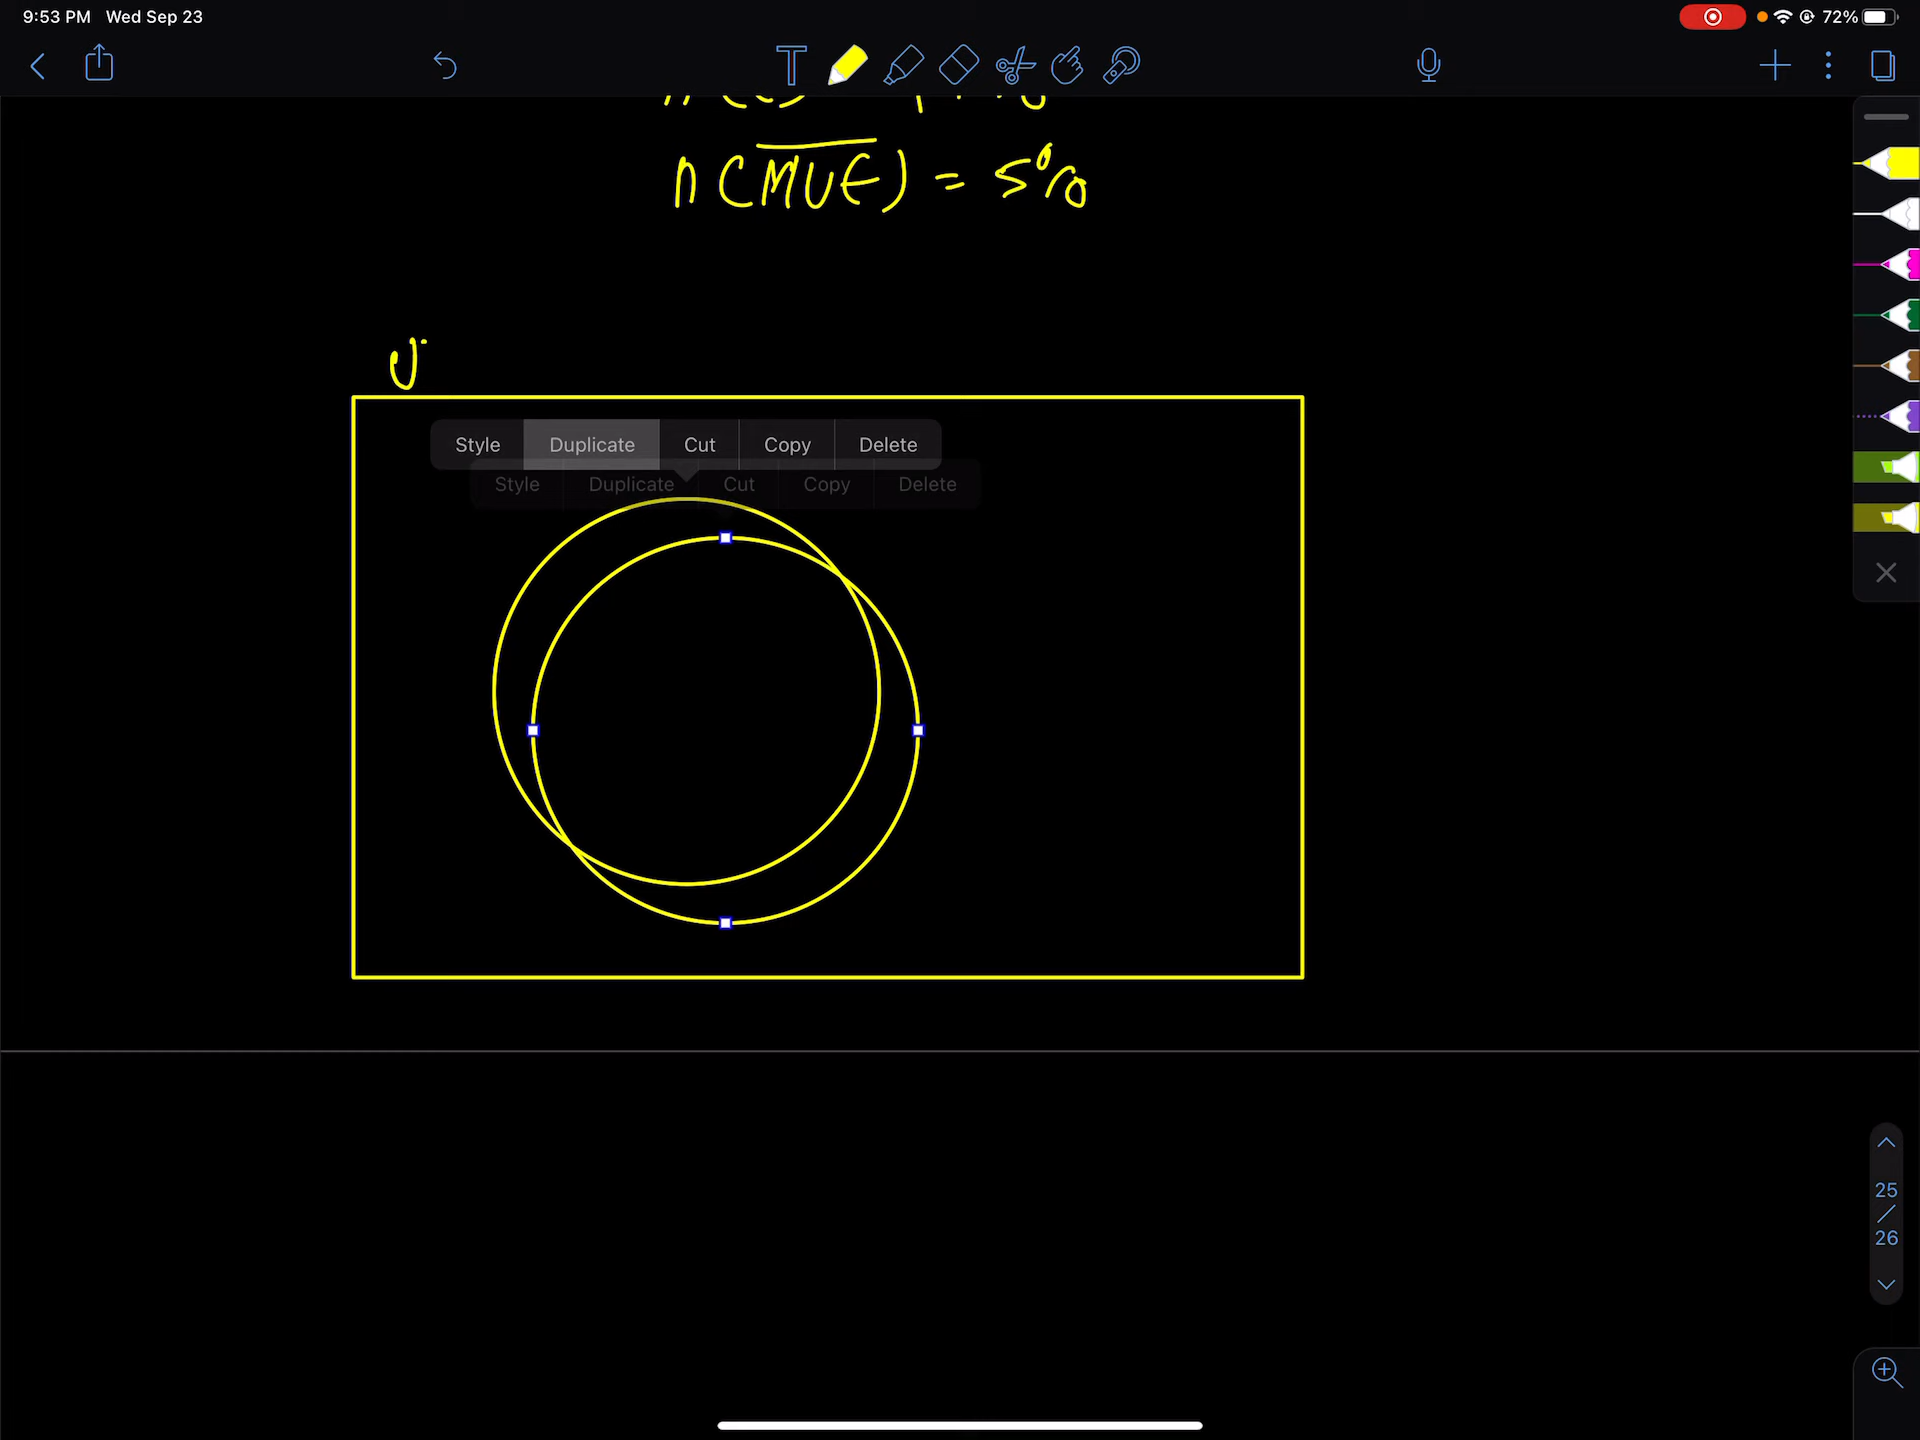 9:53 PM Wed Sep 23
72%
n(M∪E) = 5%
U
Style Duplicate Cut Copy Delete
Style Duplicate Cut Copy Delete
25
/
26